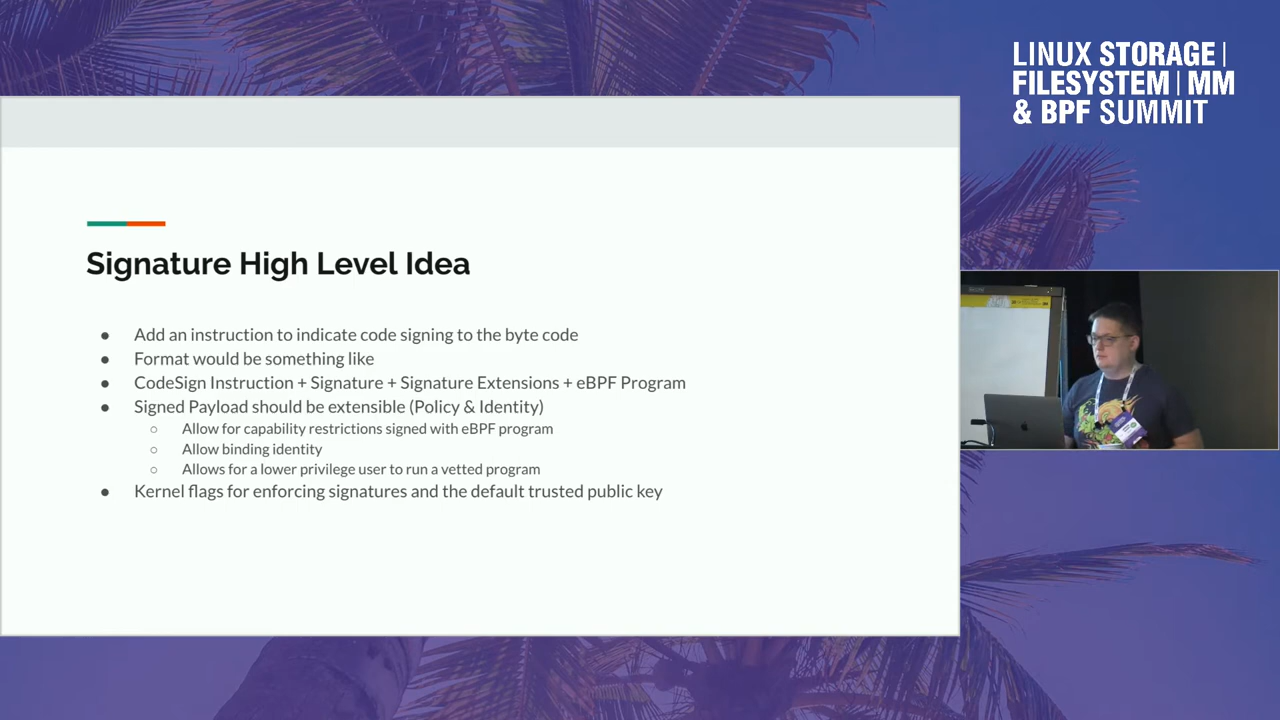 LINUX STORAGE |
FILESYSTEM | MM
& BPF SUMMIT
Signature High Level Idea
● Add an instruction to indicate code signing to the byte code
● Format would be something like
● CodeSign Instruction + Signature + Signature Extensions + eBPF Program
● Signed Payload should be extensible (Policy & Identity)
○ Allow for capability restrictions signed with eBPF program
○ Allow binding identity
○ Allows for a lower privilege user to run a vetted program
● Kernel flags for enforcing signatures and the default trusted public key